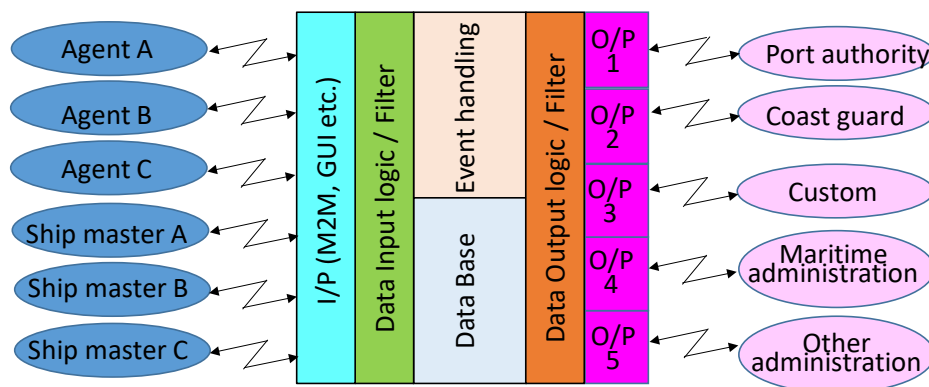 Agent A
Agent B
Agent C
Ship master A
Ship master B
Ship master C
I/P (M2M, GUI etc.)
Data Input logic / Filter
Event handling
Data Base
Data Output logic / Filter
O/P
1
O/P
2
O/P
3
O/P
4
O/P
5
Port authority
Coast guard
Custom
Maritime
administration
Other
administration